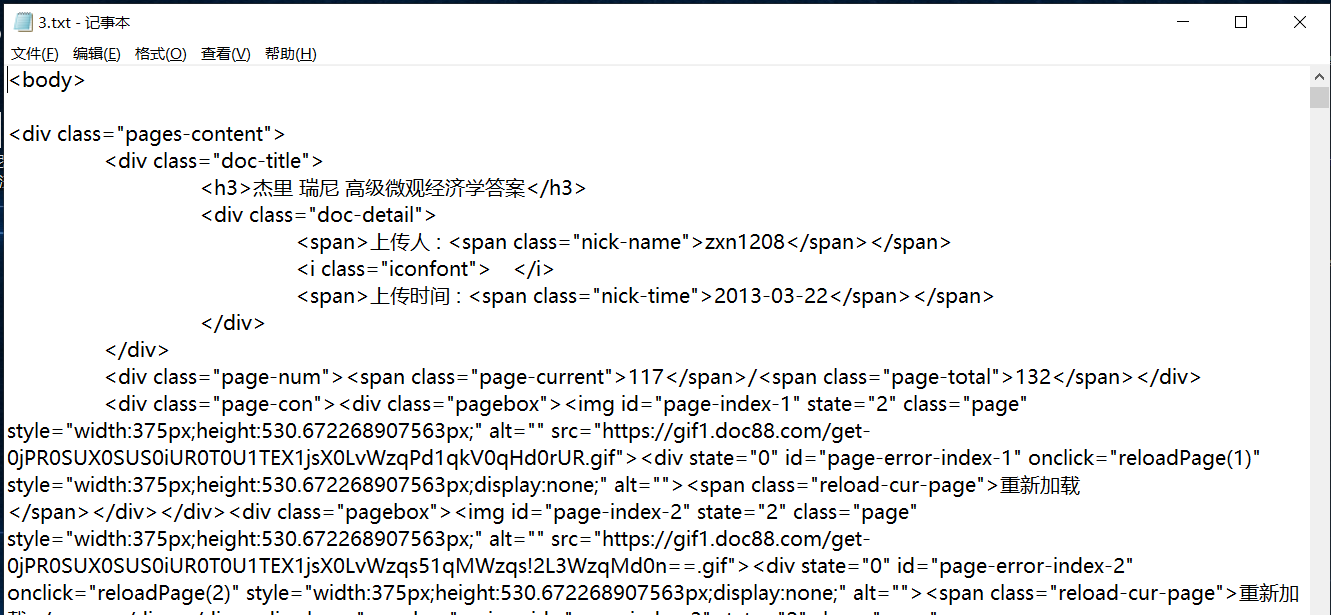 3.txt - 记事本
文件(F) 编辑(E) 格式(O) 查看(V) 帮助(H)
<body>
<div class="pages-content">
<div class="doc-title">
<h3>杰里 瑞尼 高级微观经济学答案</h3>
<div class="doc-detail">
<span>上传人：<span class="nick-name">zxn1208</span></span>
<i class="iconfont"> </i>
<span>上传时间：<span class="nick-time">2013-03-22</span></span>
</div>
</div>
<div class="page-num"><span class="page-current">117</span>/<span class="page-total">132</span></div>
<div class="page-con"><div class="pagebox"><img id="page-index-1" state="2" class="page"
style="width:375px;height:530.672268907563px;" alt="" src="https://gif1.doc88.com/get-
0jPR0SUX0SUS0iUR0T0U1TEX1jsX0LvWzqPd1qkV0qHd0rUR.gif"><div state="0" id="page-error-index-1" onclick="reloadPage(1)"
style="width:375px;height:530.672268907563px;display:none;" alt=""><span class="reload-cur-page">重新加载
</span></div></div><div class="pagebox"><img id="page-index-2" state="2" class="page"
style="width:375px;height:530.672268907563px;" alt="" src="https://gif1.doc88.com/get-
0jPR0SUX0SUS0iUR0T0U1TEX1jsX0LvWzqs51qMWzqs!2L3WzqMd0n==.gif"><div state="0" id="page-error-index-2"
onclick="reloadPage(2)" style="width:375px;height:530.672268907563px;display:none;" alt=""><span class="reload-cur-page">重新加